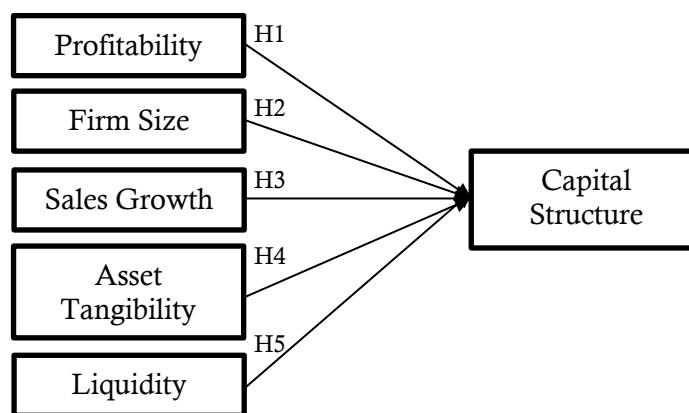 Profitability
H1
Firm Size
H2
Sales Growth
H3
Asset
Tangibility
H4
Liquidity
H5
Capital
Structure